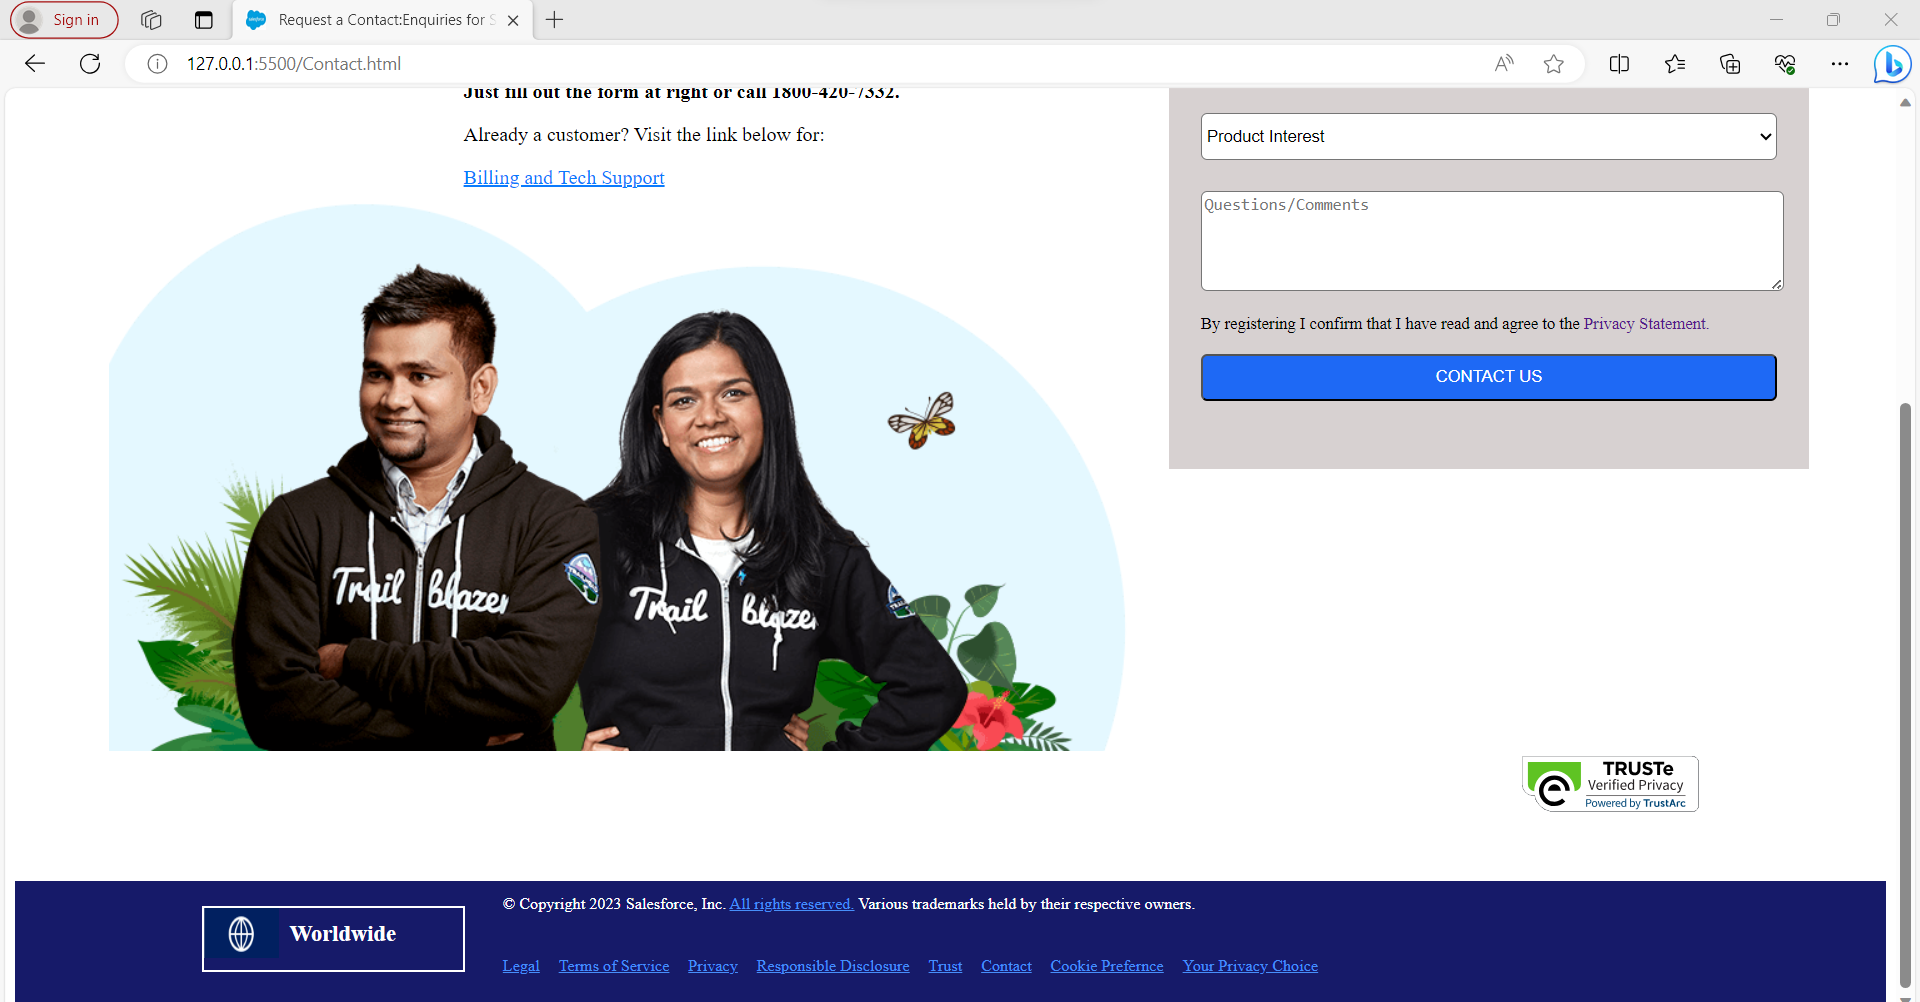 Sign in
Request a Contact:Enquiries for S
127.0.0.1:5500/Contact.html
Just fill out the form at right or call 1800-420-7332.
Already a customer? Visit the link below for:
Billing and Tech Support
Product Interest
Questions/Comments
By registering I confirm that I have read and agree to the Privacy Statement.
CONTACT US
Trail blazer
Trail blazer
TRUSTe
Verified Privacy
Powered by TrustArc
Worldwide
© Copyright 2023 Salesforce, Inc. All rights reserved. Various trademarks held by their respective owners.
Legal Terms of Service Privacy Responsible Disclosure Trust Contact Cookie Prefernce Your Privacy Choice